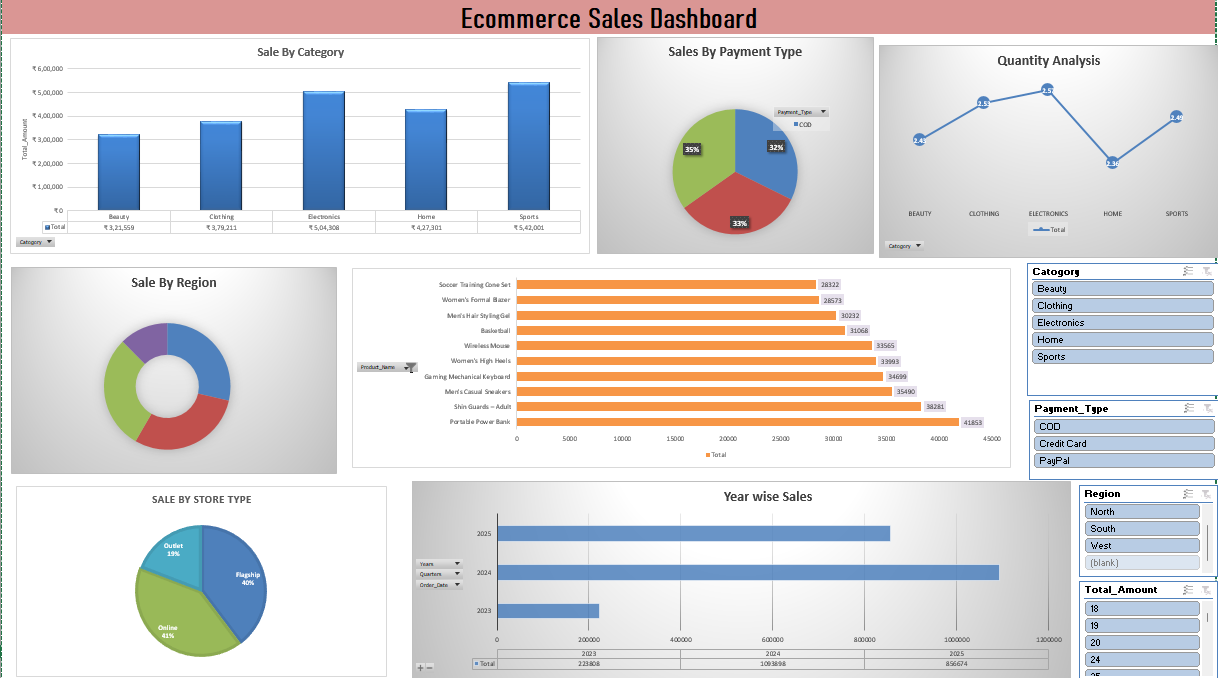 Ecommerce Sales Dashboard
Sale By Category
Total_Amount
₹ 6,00,000
₹ 5,00,000
₹ 4,00,000
₹ 3,00,000
₹ 2,00,000
₹ 1,00,000
₹ 0
Beauty Clothing Electronics Home Sports
Total ₹ 3,21,559 ₹ 3,79,211 ₹ 5,04,308 ₹ 4,27,301 ₹ 5,42,001
Category
Sales By Payment Type
Payment_Type
COD
35%
32%
33%
Quantity Analysis
2.53
2.57
2.36
2.49
BEAUTY CLOTHING ELECTRONICS HOME SPORTS
Total
Category
Sale By Region
Product_Name
Soccer Training Cone Set 28322
Women's Formal Blazer 28573
Men's Hair Styling Gel 30232
Basketball 31068
Wireless Mouse 33565
Women's High Heels 33993
Gaming Mechanical Keyboard 34699
Men's Casual Sneakers 35490
Shin Guards – Adult 38281
Portable Power Bank 41853
0 5000 10000 15000 20000 25000 30000 35000 40000 45000
Total
Catogory
Beauty
Clothing
Electronics
Home
Sports
Payment_Type
COD
Credit Card
PayPal
SALE BY STORE TYPE
Outlet
19%
Flagship
40%
Online
41%
Year wise Sales
Years
Quarters
Order_Date
2025
2024
2023
0 200000 400000 600000 800000 1000000 1200000
2023 2024 2025
Total 223808 1093898 856674
Region
North
South
West
(blank)
Total_Amount
18
19
20
24